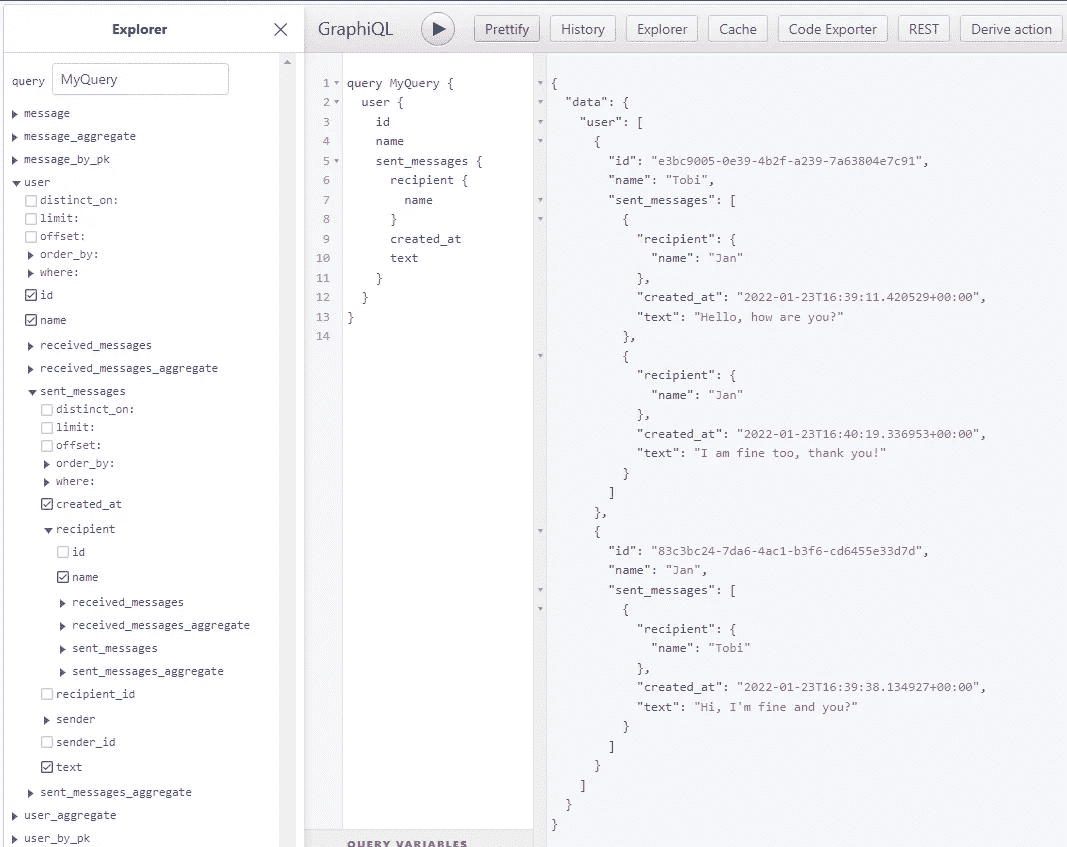 Explorer
query MyQuery
message
message_aggregate
message_by_pk
user
distinct_on:
limit:
offset:
order_by:
where:
id
name
received_messages
received_messages_aggregate
sent_messages
distinct_on:
limit:
offset:
order_by:
where:
created_at
recipient
id
name
received_messages
received_messages_aggregate
sent_messages
sent_messages_aggregate
recipient_id
sender
sender_id
text
sent_messages_aggregate
user_aggregate
user_by_pk
GraphiQL Prettify History Explorer Cache Code Exporter REST Derive action
1 query MyQuery {
2 user {
3 id
4 name
5 sent_messages {
6 recipient {
7 name
8 }
9 created_at
10 text
11 }
12 }
13 }
14
QUERY VARIABLES
{
"data": {
"user": [
{
"id": "e3bc9005-0e39-4b2f-a239-7a63804e7c91",
"name": "Tobi",
"sent_messages": [
{
"recipient": {
"name": "Jan"
},
"created_at": "2022-01-23T16:39:11.420529+00:00",
"text": "Hello, how are you?"
},
{
"recipient": {
"name": "Jan"
},
"created_at": "2022-01-23T16:40:19.336953+00:00",
"text": "I am fine too, thank you!"
}
]
},
{
"id": "83c3bc24-7da6-4ac1-b3f6-cd6455e33d7d",
"name": "Jan",
"sent_messages": [
{
"recipient": {
"name": "Tobi"
},
"created_at": "2022-01-23T16:39:38.134927+00:00",
"text": "Hi, I'm fine and you?"
}
]
}
]
}
}